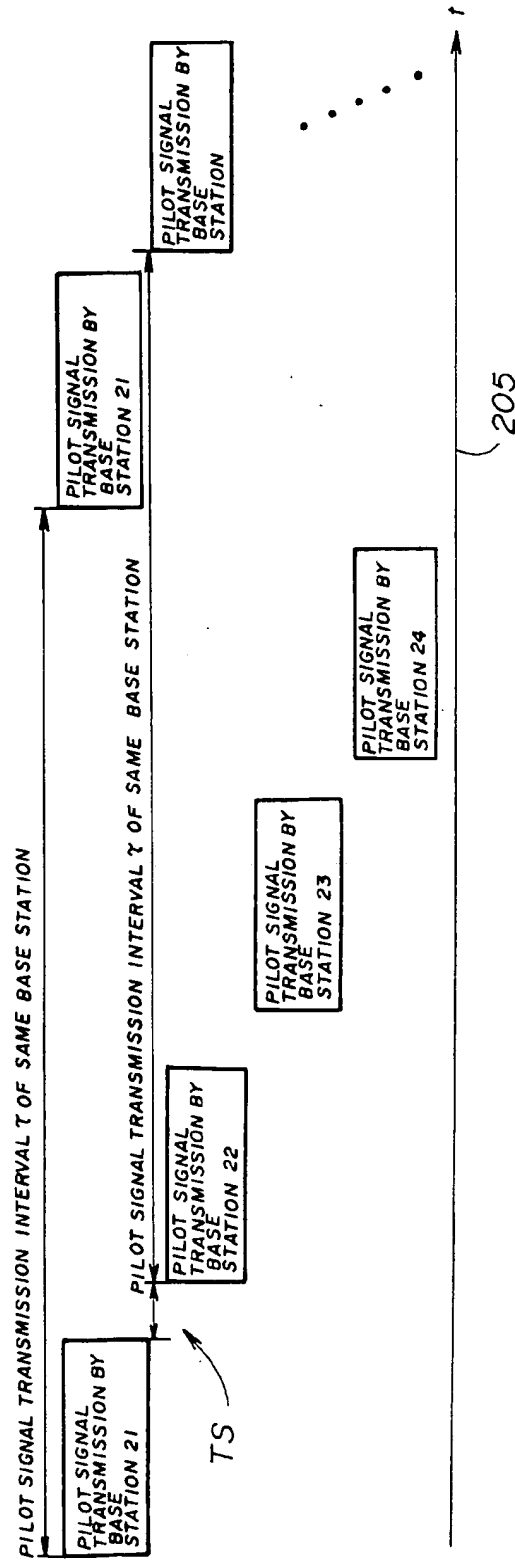 PILOT SIGNAL TRANSMISSION INTERVAL τ OF SAME BASE STATION
PILOT SIGNAL
TRANSMISSION BY
BASE
STATION 21
PILOT SIGNAL
TRANSMISSION BY
BASE
STATION 21
PILOT SIGNAL TRANSMISSION INTERVAL τ OF SAME BASE STATION
PILOT SIGNAL
TRANSMISSION BY
BASE
STATION 22
PILOT SIGNAL
TRANSMISSION BY
BASE
STATION
TS
PILOT SIGNAL
TRANSMISSION BY
BASE
STATION 23
PILOT SIGNAL
TRANSMISSION BY
BASE
STATION 24
t
205